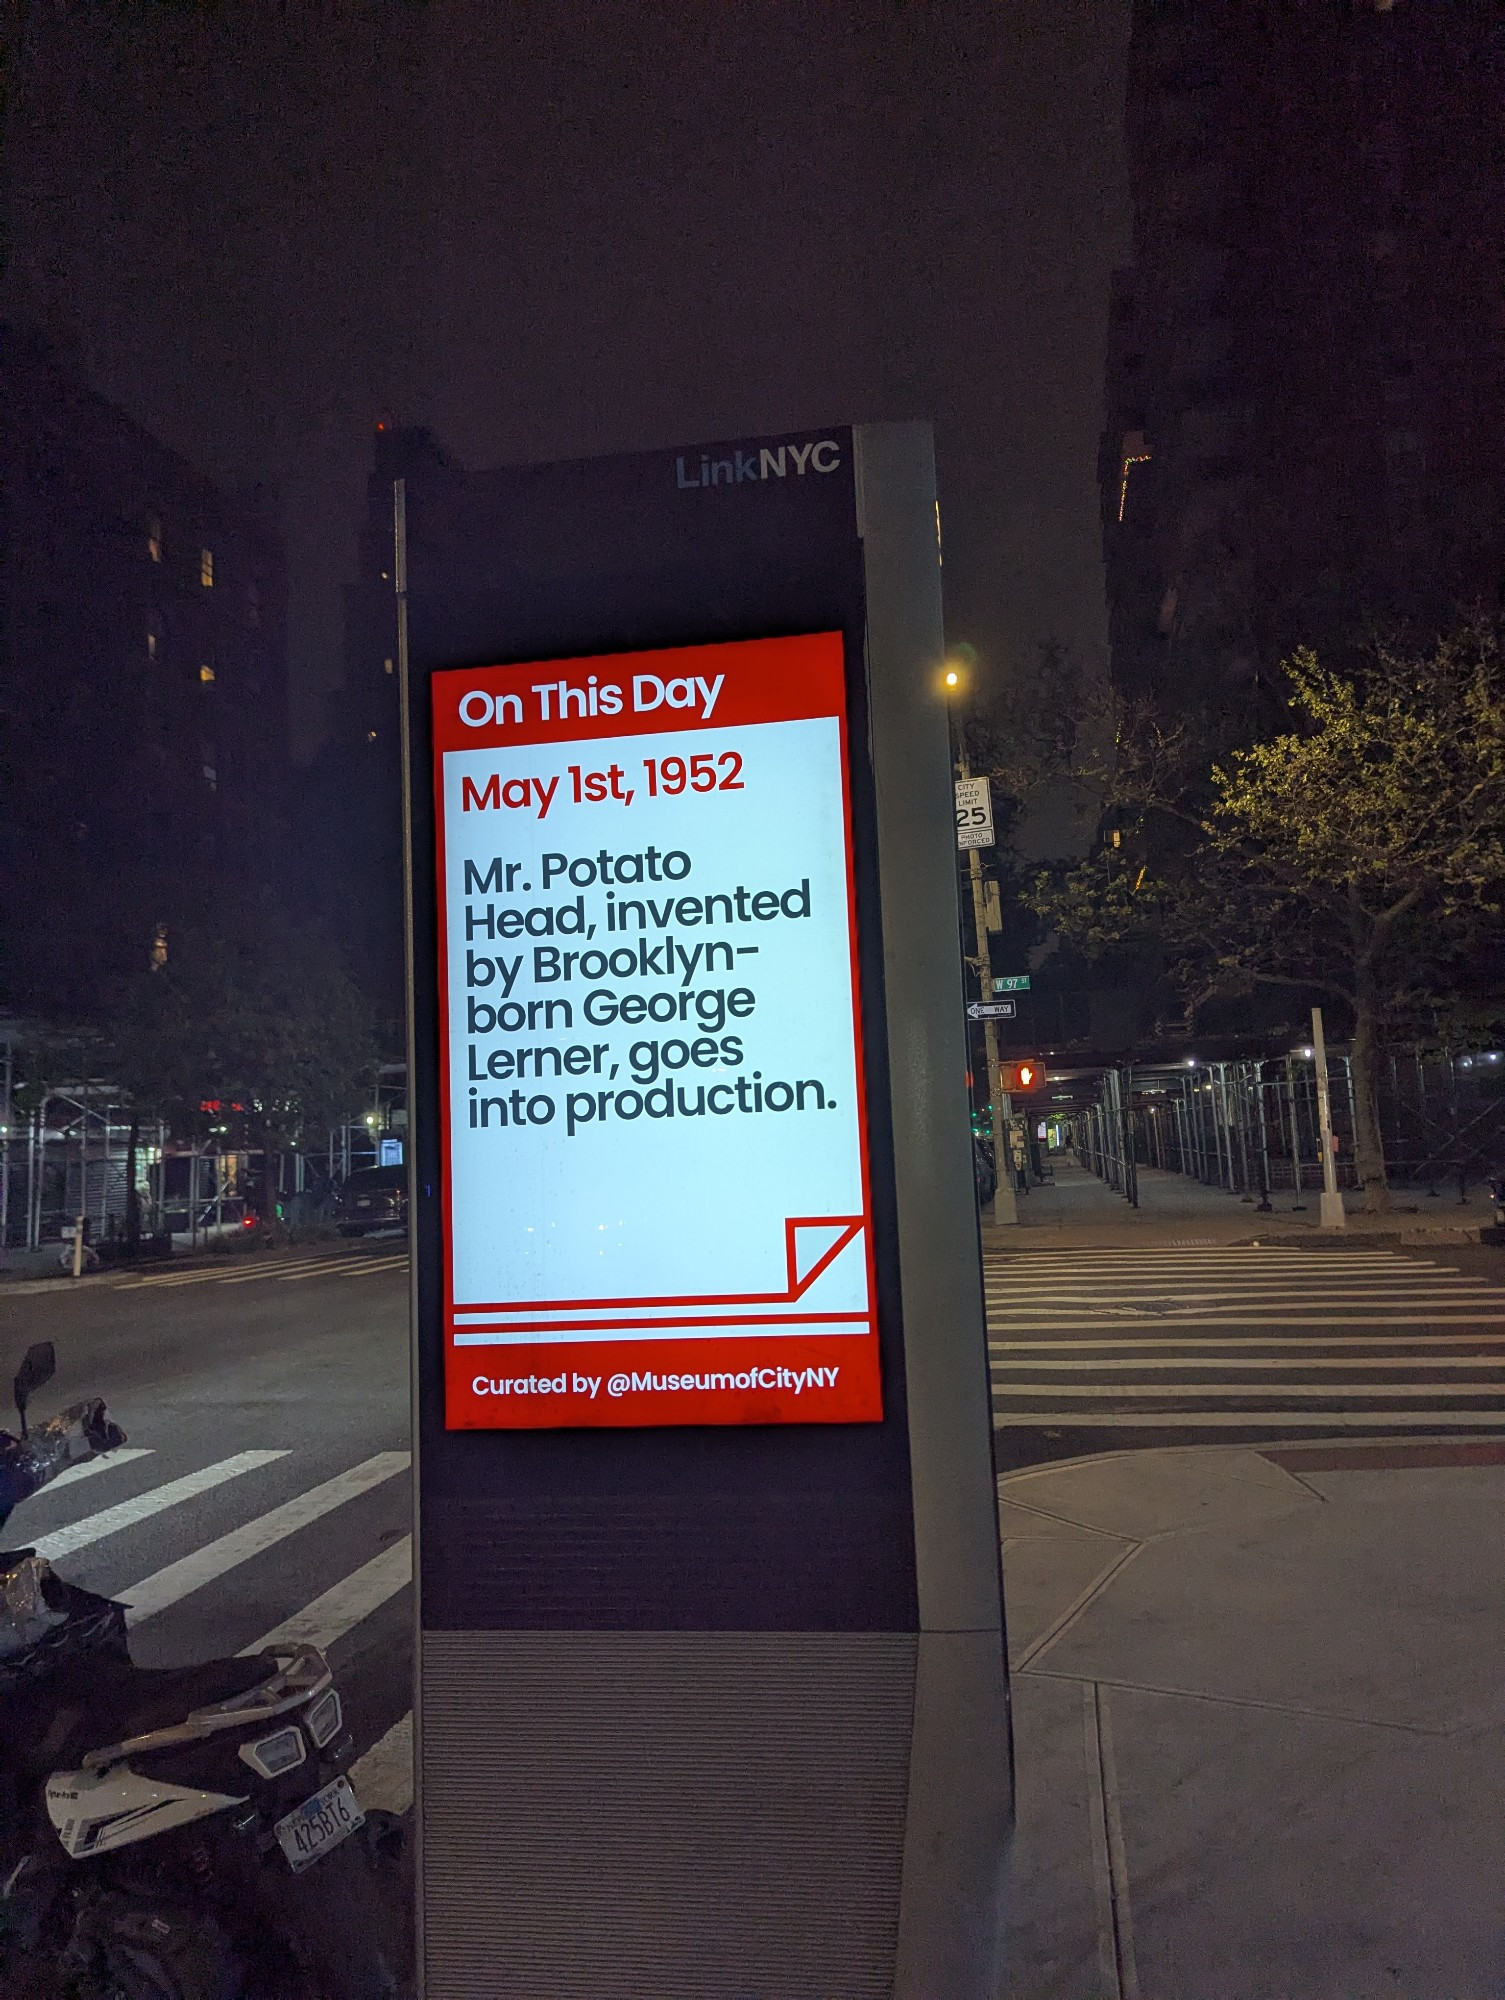 LinkNYC
On This Day
May 1st, 1952
Mr. Potato
Head, invented
by Brooklyn-
born George
Lerner, goes
into production.
Curated by @MuseumofCityNY
CITY
SPEED
LIMIT
25
PHOTO
ENFORCED
W 97 ST
ONE WAY
425BT6